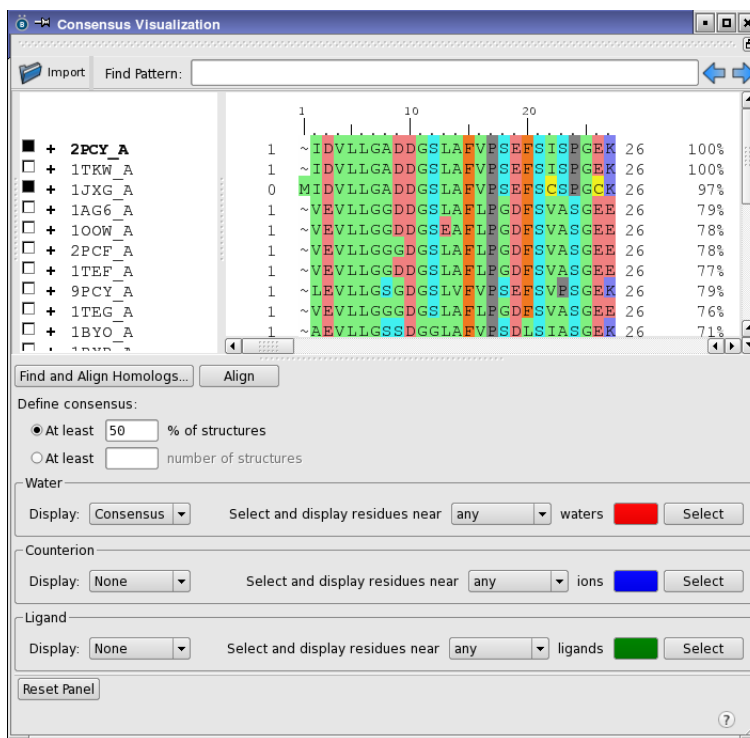 Consensus Visualization
Import Find Pattern:
1 10 20
2PCY_A 1 ~IDVLLGADDGSLAFVPSEFSISPGEK 26 100%
1TKW_A 1 ~IDVLLGADDGSLAFVPSEFSISPGEK 26 100%
1JXG_A 0 MIDVLLGADDGSLAFVPSEFSCSPGCK 26 97%
1AG6_A 1 ~VEVLLGGDDGSLAFLPGDFSVASGEE 26 79%
1OOW_A 1 ~VEVLLGGDDGSEAFLPGDFSVASGEE 26 78%
2PCF_A 1 ~VEVLLGGGDGSLAFLPGDFSVASGEE 26 78%
1TEF_A 1 ~VEVLLGGDDGSLAFLPGDFSVASGEE 26 77%
9PCY_A 1 ~LEVLLGSGDGSLVFVPSEFSVPSGEK 26 79%
1TEG_A 1 ~VEVLLGGGDGSLAFLPGDFSVASGEE 26 76%
1BYO_A 1 ~AEVLLGSSDGGLAFVPSDLSIASGEK 26 71%
Find and Align Homologs... Align
Define consensus:
At least 50 % of structures
At least number of structures
Water
Display: Consensus Select and display residues near any waters Select
Counterion
Display: None Select and display residues near any ions Select
Ligand
Display: None Select and display residues near any ligands Select
Reset Panel
?